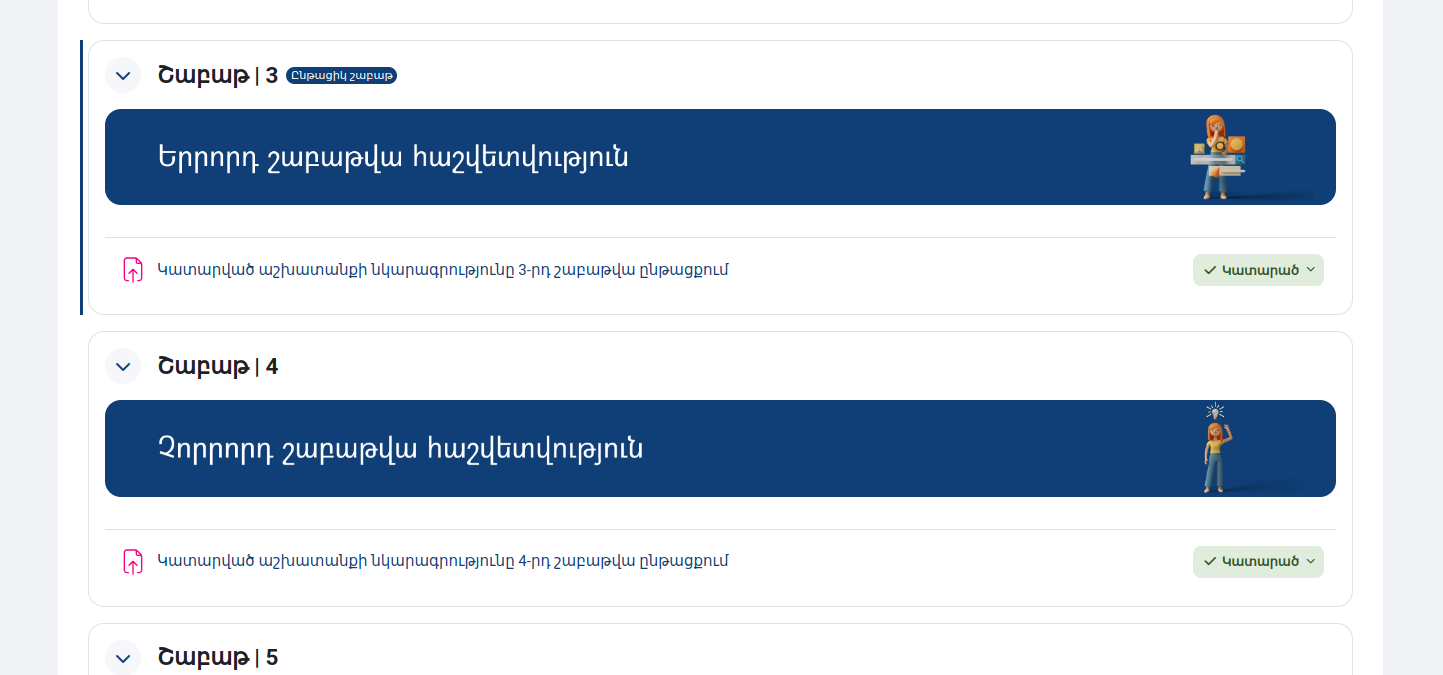 Շաբաթ | 3 Ընթացիկ շաբաթ
Երրորդ շաբաթվա հաշվետվություն
Կատարված աշխատանքի նկարագրությունը 3-րդ շաբաթվա ընթացքում
Կատարած
Շաբաթ | 4
Չորրորդ շաբաթվա հաշվետվություն
Կատարված աշխատանքի նկարագրությունը 4-րդ շաբաթվա ընթացքում
Կատարած
Շաբաթ | 5